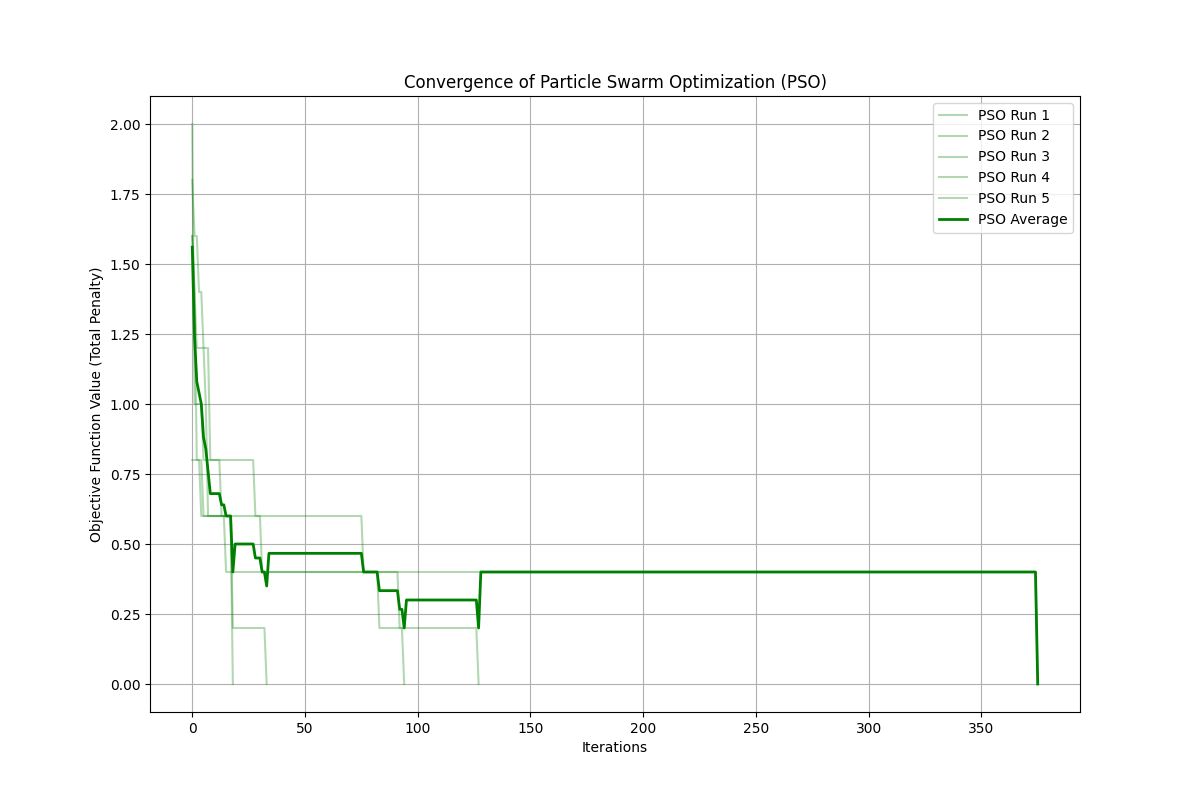 Convergence of Particle Swarm Optimization (PSO)
PSO Run 1
PSO Run 2
PSO Run 3
PSO Run 4
PSO Run 5
PSO Average
Objective Function Value (Total Penalty)
2.00
1.75
1.50
1.25
1.00
0.75
0.50
0.25
0.00
0
50
100
150
200
250
300
350
Iterations